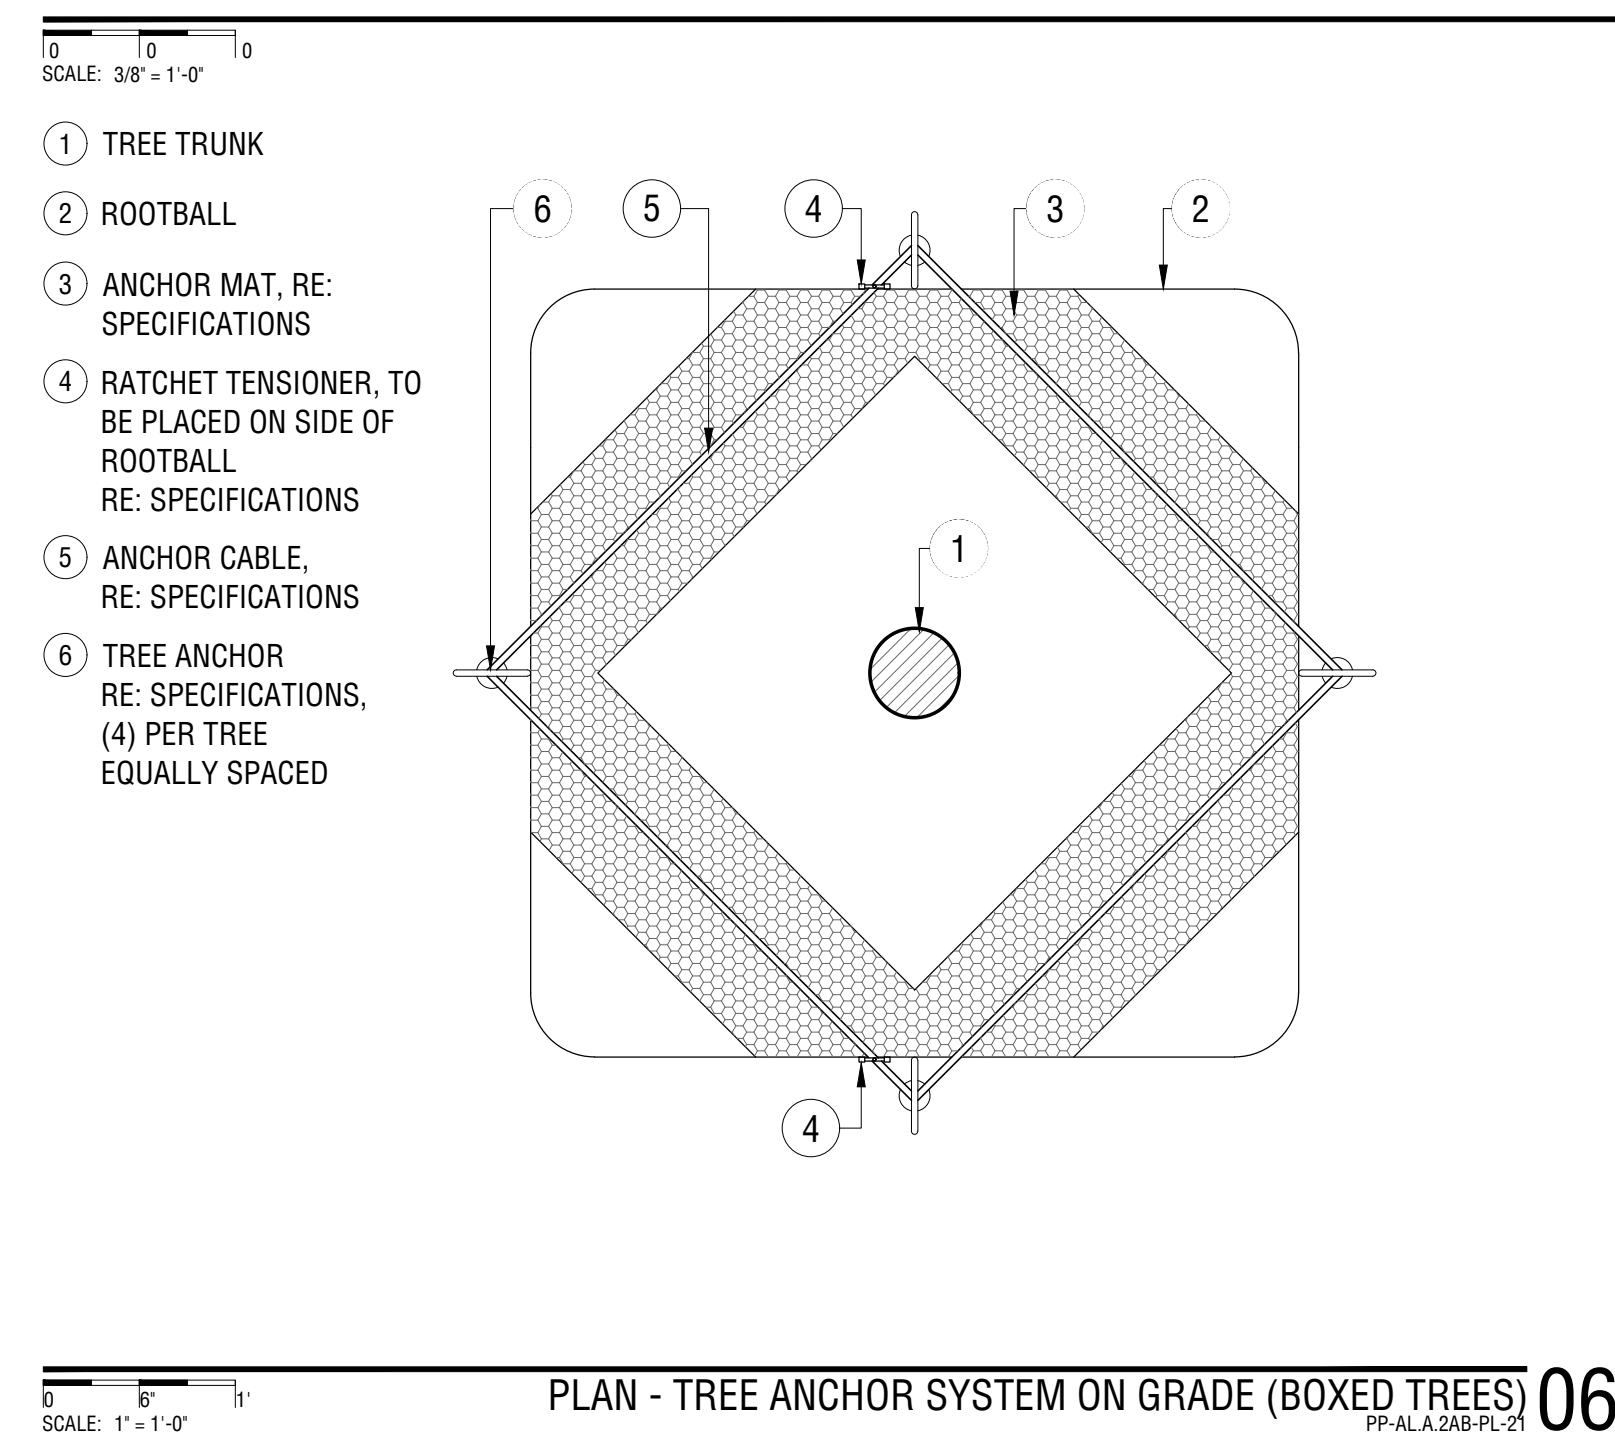 0 0 0
SCALE: 3/8" = 1'-0"
1 TREE TRUNK
2 ROOTBALL
3 ANCHOR MAT, RE:
SPECIFICATIONS
4 RATCHET TENSIONER, TO
BE PLACED ON SIDE OF
ROOTBALL
RE: SPECIFICATIONS
5 ANCHOR CABLE,
RE: SPECIFICATIONS
6 TREE ANCHOR
RE: SPECIFICATIONS,
(4) PER TREE
EQUALLY SPACED
6 5 4 3 2
1
4
0 6" 1'
SCALE: 1" = 1'-0"
PLAN - TREE ANCHOR SYSTEM ON GRADE (BOXED TREES) 06
PP-AL.A.2AB-PL-21